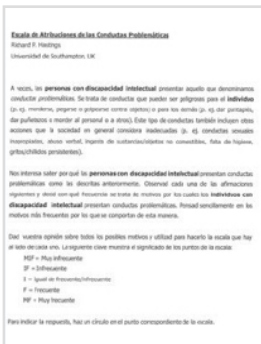 Escala de Atribuciones de las Conductas Problemáticas
Richard P. Hastings
Universidad de Southampton. UK
A veces, las personas con discapacidad intelectual presentan aquello que denominamos
conductas problemáticas. Se trata de conductas que pueden ser peligrosas para el individuo
(p. ej. morderse, pegarse o golpearse contra objetos) o para los demás (p. ej. dar puntapiés,
dar puñetazos o morder al personal o a otros). Este tipo de conductas también incluyen otras
acciones que la sociedad en general considera inadecuadas (p. ej. conductas sexuales
inapropiadas, abuso verbal, ingesta de sustancias/objetos no comestibles, falta de higiene,
gritos/chillidos persistentes).
Nos interesa saber por qué las personas con discapacidad intelectual presentan conductas
problemáticas como las descritas anteriormente. Observad cada una de las afirmaciones
siguientes y decid con qué frecuencia se trata de motivos por los cuales los individuos con
discapacidad intelectual presentan conductas problemáticas. Pensad sencillamente en los
motivos más frecuentes por los que se comportan de esta manera.
Dad vuestra opinión sobre todos los posibles motivos y utilizad para hacerlo la escala que hay
al lado de cada uno. La siguiente clave muestra el significado de los puntos de la escala:
MIF = Muy infrecuente
IF = Infrecuente
I = Igual de frecuente/infrecuente
F = Frecuente
MF = Muy frecuente
Para indicar la respuesta, haz un círculo en el punto correspondiente de la escala.